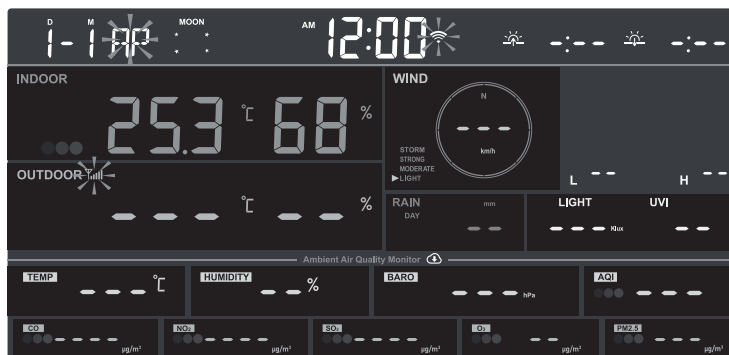 D M MOON AM
1-1 AP 12:00 -:-- -:--
INDOOR
25.3 ℃ 68 %
WIND
N
--- 
km/h
STORM
STRONG
MODERATE
▶LIGHT
L -- H --
OUTDOOR
--- ℃ -- %
RAIN mm
DAY
--
LIGHT UVI
--- Klux --
Ambient Air Quality Monitor
TEMP HUMIDITY BARO AQI
--- ℃ -- % --- hPa ---
CO NO₂ SO₂ O₃ PM2.5
---- ---- ---- -- ---
µg/m³ µg/m³ µg/m³ µg/m³ µg/m³